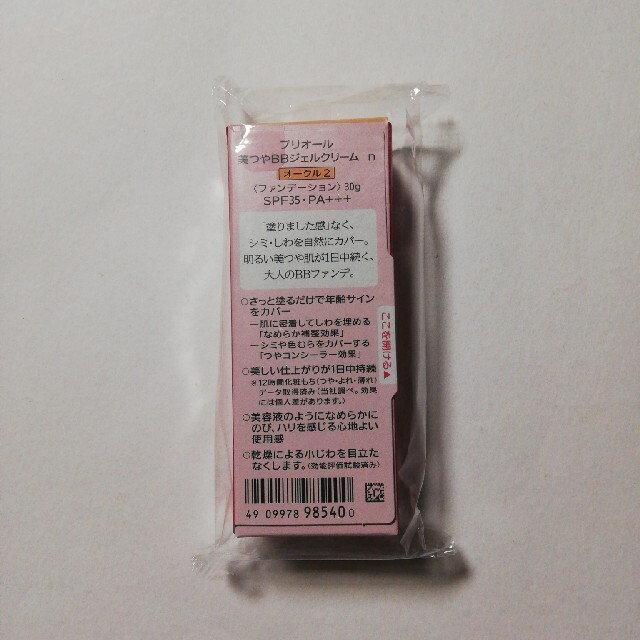 プリオール
美つやBBジェルクリーム n
オークル2
〈ファンデーション〉30g
SPF35・PA+++
「塗りました感」なく、
シミ・しわを自然にカバー。
明るい美つや肌が1日中続く、
大人のBBファンデ。
○さっと塗るだけで年齢サイン
をカバー
―肌に密着してしわを埋める
「なめらか補整効果」
―シミや色むらをカバーする
「つやコンシーラー効果」
○美しい仕上がりが1日中持続
※12時間化粧もち(つや・よれ・薄れ)
データ取得済み(当社調べ。効果
には個人差があります。)
○美容液のようになめらかに
のび、ハリを感じる心地よい
使用感
○乾燥による小じわを目立た
なくします。(効能評価試験済み)
ここを開ける▲
49 09978 98540 0